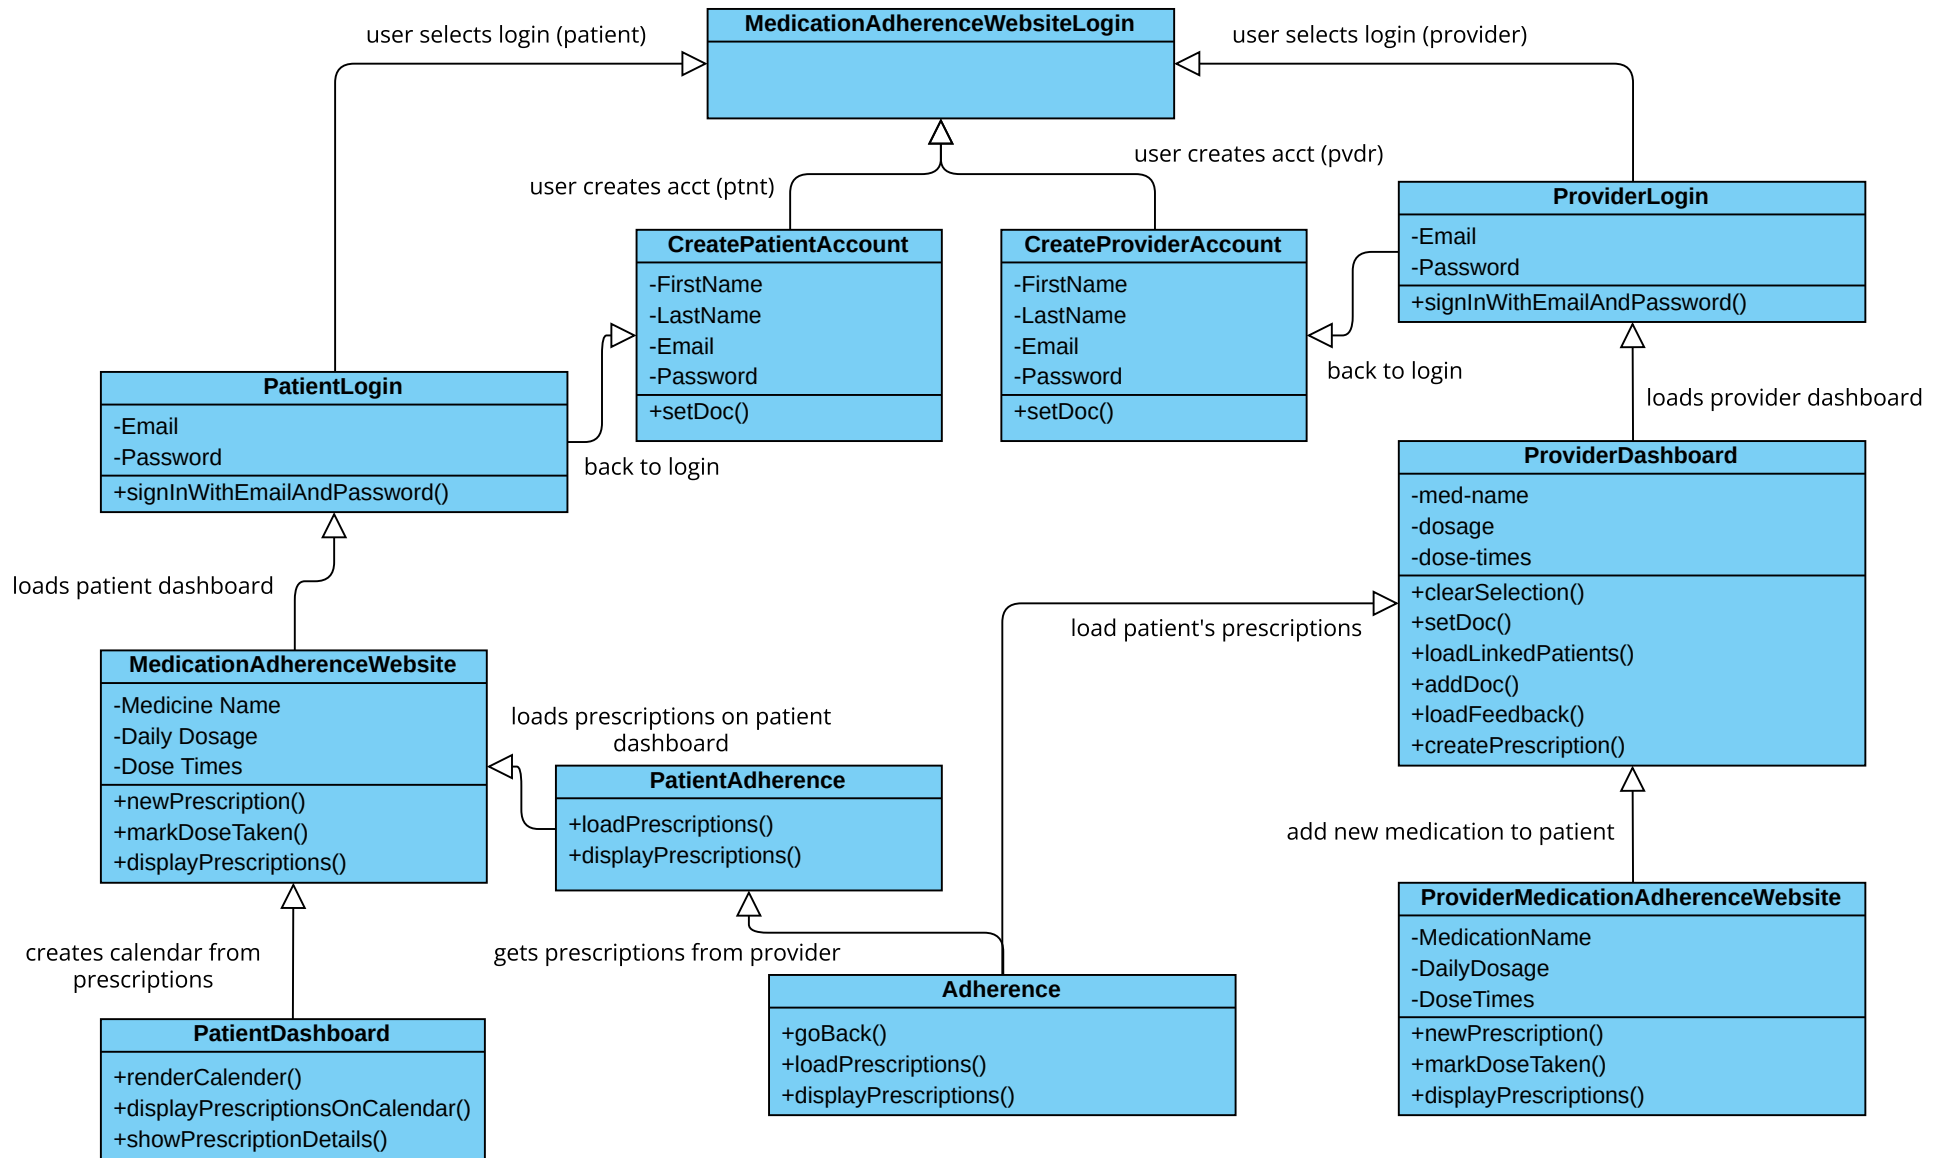 MedicationAdherenceWebsiteLogin
user selects login (patient)
user selects login (provider)
user creates acct (ptnt)
user creates acct (pvdr)
CreatePatientAccount
-FirstName
-LastName
-Email
-Password
+setDoc()
CreateProviderAccount
-FirstName
-LastName
-Email
-Password
+setDoc()
ProviderLogin
-Email
-Password
+signInWithEmailAndPassword()
back to login
loads provider dashboard
PatientLogin
-Email
-Password
+signInWithEmailAndPassword()
back to login
loads patient dashboard
ProviderDashboard
-med-name
-dosage
-dose-times
+clearSelection()
+setDoc()
+loadLinkedPatients()
+addDoc()
+loadFeedback()
+createPrescription()
load patient's prescriptions
MedicationAdherenceWebsite
-Medicine Name
-Daily Dosage
-Dose Times
+newPrescription()
+markDoseTaken()
+displayPrescriptions()
loads prescriptions on patient
dashboard
PatientAdherence
+loadPrescriptions()
+displayPrescriptions()
add new medication to patient
creates calendar from
prescriptions
gets prescriptions from provider
PatientDashboard
+renderCalender()
+displayPrescriptionsOnCalendar()
+showPrescriptionDetails()
Adherence
+goBack()
+loadPrescriptions()
+displayPrescriptions()
ProviderMedicationAdherenceWebsite
-MedicationName
-DailyDosage
-DoseTimes
+newPrescription()
+markDoseTaken()
+displayPrescriptions()